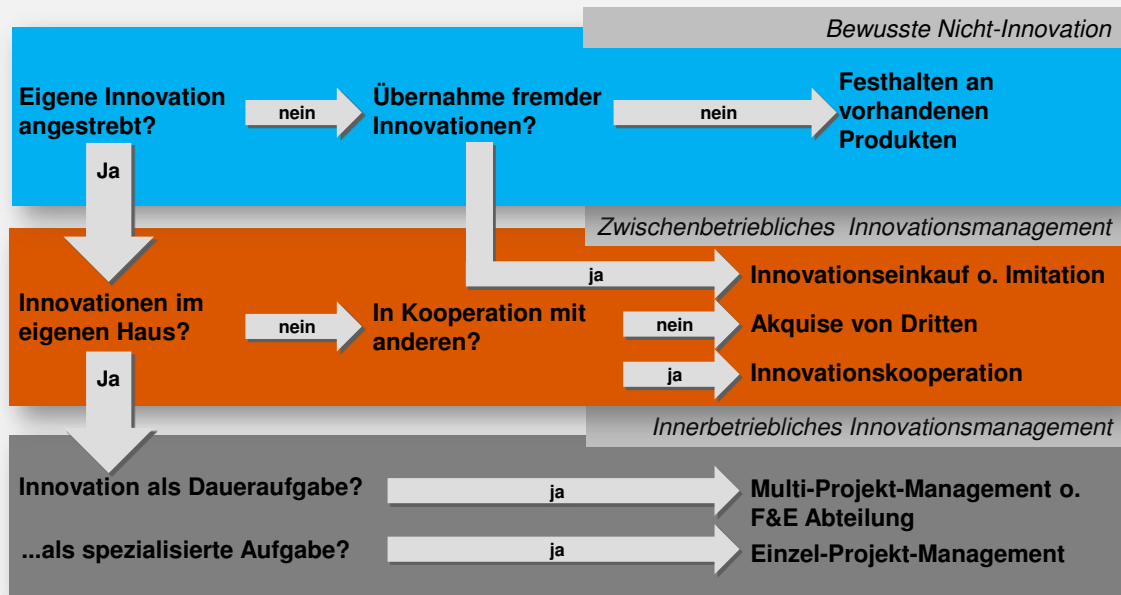 Bewusste Nicht-Innovation
Eigene Innovation
angestrebt?
nein
Übernahme fremder
Innovationen?
nein
Festhalten an
vorhandenen
Produkten
Ja
Zwischenbetriebliches Innovationsmanagement
ja
Innovationseinkauf o. Imitation
Innovationen im
eigenen Haus?
nein
In Kooperation mit
anderen?
nein
Akquise von Dritten
ja
Innovationskooperation
Ja
Innerbetriebliches Innovationsmanagement
Innovation als Daueraufgabe?
ja
Multi-Projekt-Management o.
F&E Abteilung
...als spezialisierte Aufgabe?
ja
Einzel-Projekt-Management